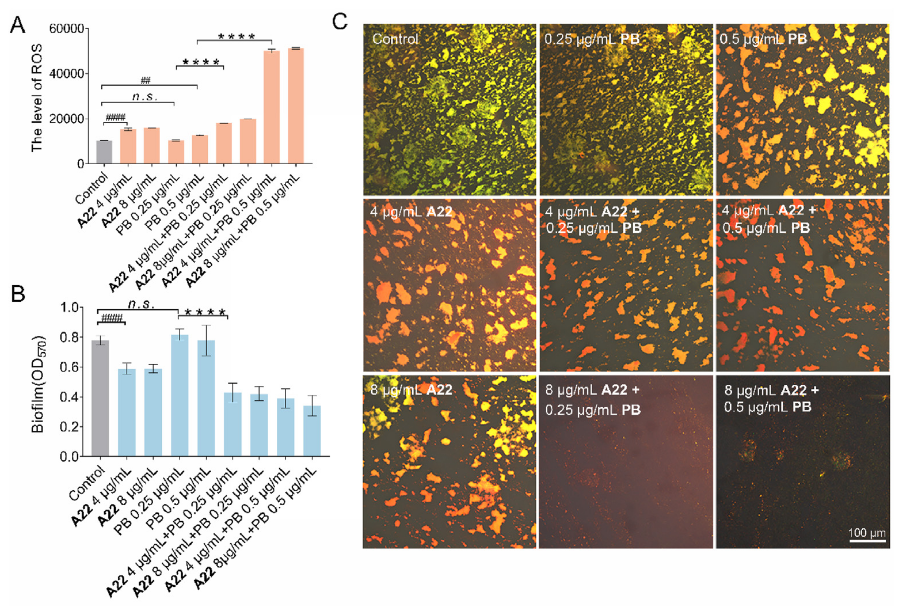 A
The level of ROS
60000
40000
20000
0
####
n.s.
##
****
****
Control
A22 4 μg/mL
A22 8 μg/mL
PB 0.25 μg/mL
PB 0.5 μg/mL
A22 4 μg/mL+PB 0.25 μg/mL
A22 8μg/mL+PB 0.25 μg/mL
A22 4 μg/mL+PB 0.5 μg/mL
A22 8 μg/mL+PB 0.5 μg/mL
B
Biofilm(OD570)
1.0
0.8
0.6
0.4
0.2
0.0
n.s.
####
****
Control
A22 4 μg/mL
A22 8 μg/mL
PB 0.25 μg/mL
PB 0.5 μg/mL
A22 4 μg/mL+PB 0.25 μg/mL
A22 8 μg/mL+PB 0.25 μg/mL
A22 4 μg/mL+PB 0.5 μg/mL
A22 8μg/mL+PB 0.5 μg/mL
C
Control
0.25 μg/mL PB
0.5 μg/mL PB
4 μg/mL A22
4 μg/mL A22 +
0.25 μg/mL PB
4 μg/mL A22 +
0.5 μg/mL PB
8 μg/mL A22
8 μg/mL A22 +
0.25 μg/mL PB
8 μg/mL A22 +
0.5 μg/mL PB
100 μm